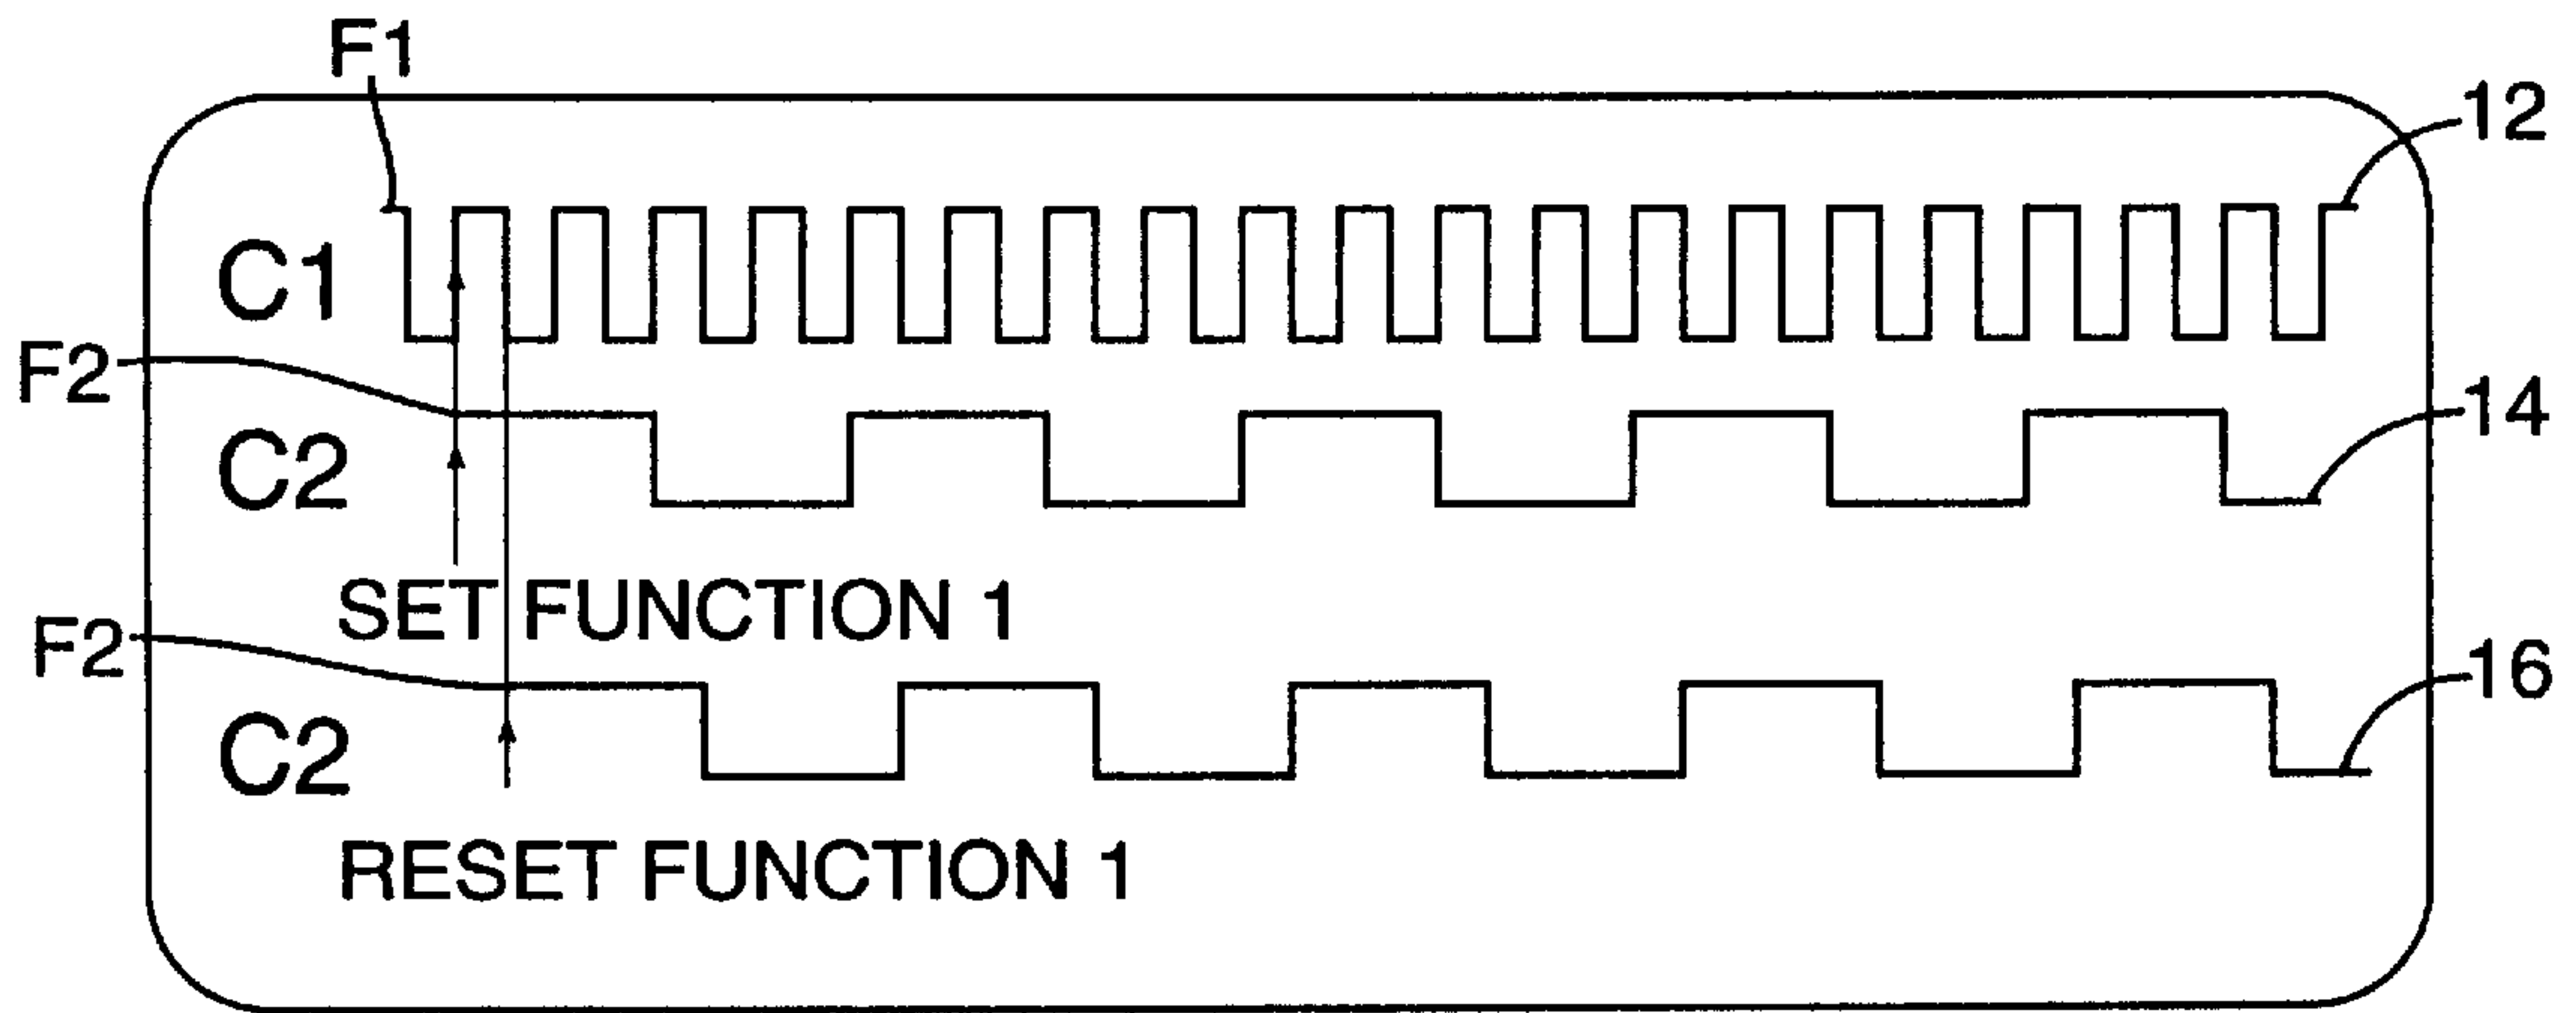 F1
12
C1
F2
14
C2
SET FUNCTION 1
F2
16
C2
RESET FUNCTION 1